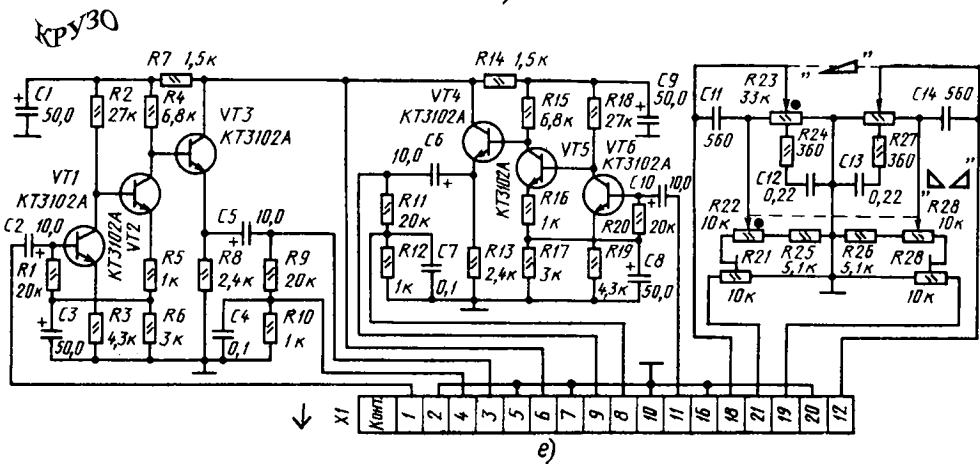 КРУЗО
R7 1,5к
C1
50,0
R2
27к
R4
6,8к
VT3
КТ3102А
VT1
КТ3102А
КТ3102А
VT2
C2
10,0
R1
20к
C3
50,0
R3
4,3к
R5
1к
R6
3к
C5 10,0
R8
2,4к
C4
0,1
R9
20к
R10
1к
R14 1,5к
VT4
КТ3102А
C6
10,0
R15
6,8к
R18
27к
C9
50,0
VT5
КТ3102А
VT6
КТ3102А
C10 10,0
R11
20к
R12
1к
C7
0,1
R13
2,4к
R16
1к
R17
3к
R20
20к
R19
4,3к
C8
50,0
C11
560
R23
33к
C14 560
R24
360
R27
360
C12
0,22
C13
0,22
R22
10к
R28
10к
R21
10к
R25
5,1к
R26
5,1к
R28
10к
X1 Конт. 1 2 4 3 5 6 7 9 8 10 11 16 18 21 19 20 12
е)